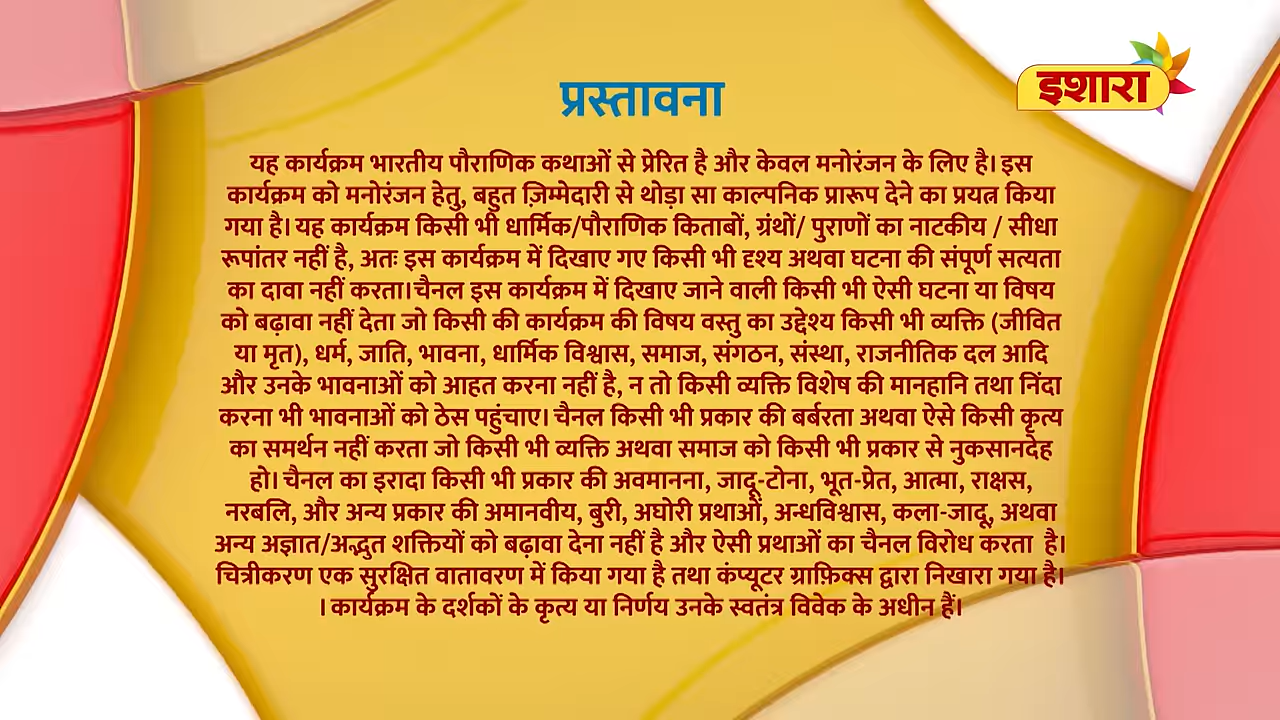 इशारा
प्रस्तावना
यह कार्यक्रम भारतीय पौराणिक कथाओं से प्रेरित है और केवल मनोरंजन के लिए है। इस
कार्यक्रम को मनोरंजन हेतु, बहुत ज़िम्मेदारी से थोड़ा सा काल्पनिक प्रारूप देने का प्रयत्न किया
गया है। यह कार्यक्रम किसी भी धार्मिक/पौराणिक किताबों, ग्रंथों/ पुराणों का नाटकीय / सीधा
रूपांतर नहीं है, अतः इस कार्यक्रम में दिखाए गए किसी भी दृश्य अथवा घटना की संपूर्ण सत्यता
का दावा नहीं करता। चैनल इस कार्यक्रम में दिखाए जाने वाली किसी भी ऐसी घटना या विषय
को बढ़ावा नहीं देता जो किसी की कार्यक्रम की विषय वस्तु का उद्देश्य किसी भी व्यक्ति (जीवित
या मृत), धर्म, जाति, भावना, धार्मिक विश्वास, समाज, संगठन, संस्था, राजनीतिक दल आदि
और उनके भावनाओं को आहत करना नहीं है, न तो किसी व्यक्ति विशेष की मानहानि तथा निंदा
करना भी भावनाओं को ठेस पहुंचाए। चैनल किसी भी प्रकार की बर्बरता अथवा ऐसे किसी कृत्य
का समर्थन नहीं करता जो किसी भी व्यक्ति अथवा समाज को किसी भी प्रकार से नुकसानदेह
हो। चैनल का इरादा किसी भी प्रकार की अवमानना, जादू-टोना, भूत-प्रेत, आत्मा, राक्षस,
नरबलि, और अन्य प्रकार की अमानवीय, बुरी, अघोरी प्रथाओं, अन्धविश्वास, कला-जादू, अथवा
अन्य अज्ञात/अद्भुत शक्तियों को बढ़ावा देना नहीं है और ऐसी प्रथाओं का चैनल विरोध करता है।
चित्रीकरण एक सुरक्षित वातावरण में किया गया है तथा कंप्यूटर ग्राफ़िक्स द्वारा निखारा गया है।
। कार्यक्रम के दर्शकों के कृत्य या निर्णय उनके स्वतंत्र विवेक के अधीन हैं।